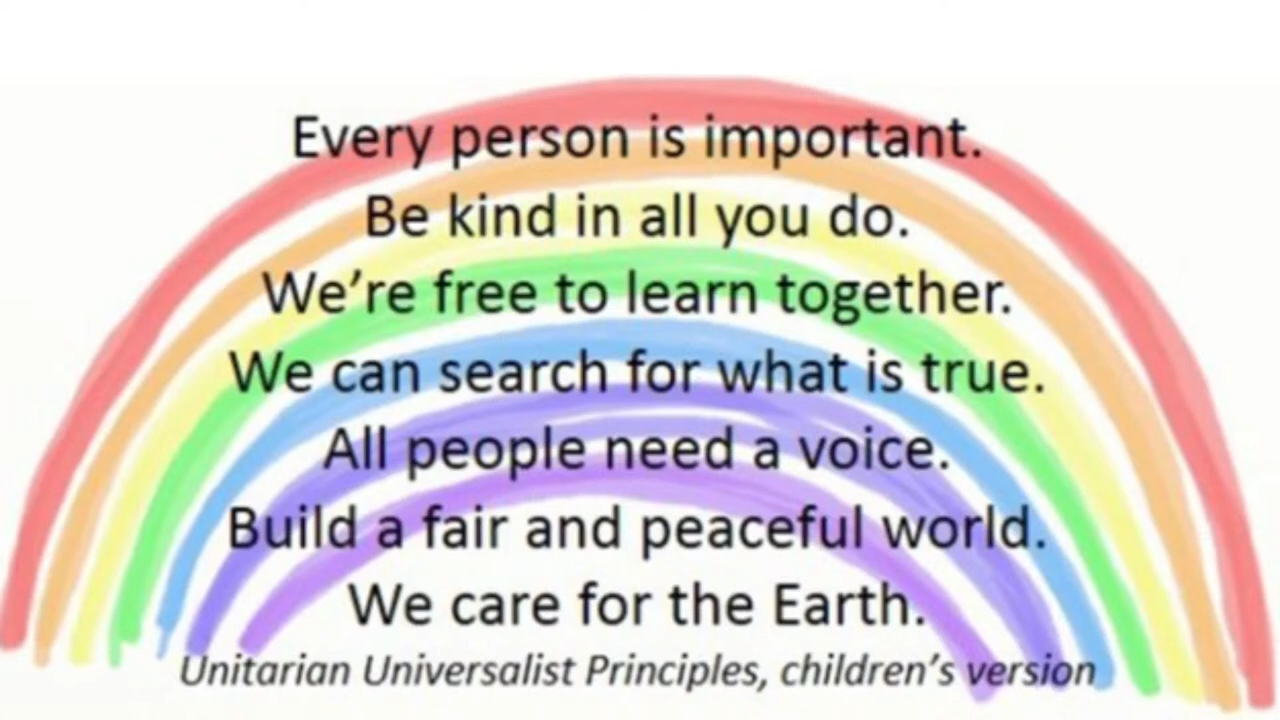 Every person is important.
Be kind in all you do.
We’re free to learn together.
We can search for what is true.
All people need a voice.
Build a fair and peaceful world.
We care for the Earth.
Unitarian Universalist Principles, children’s version